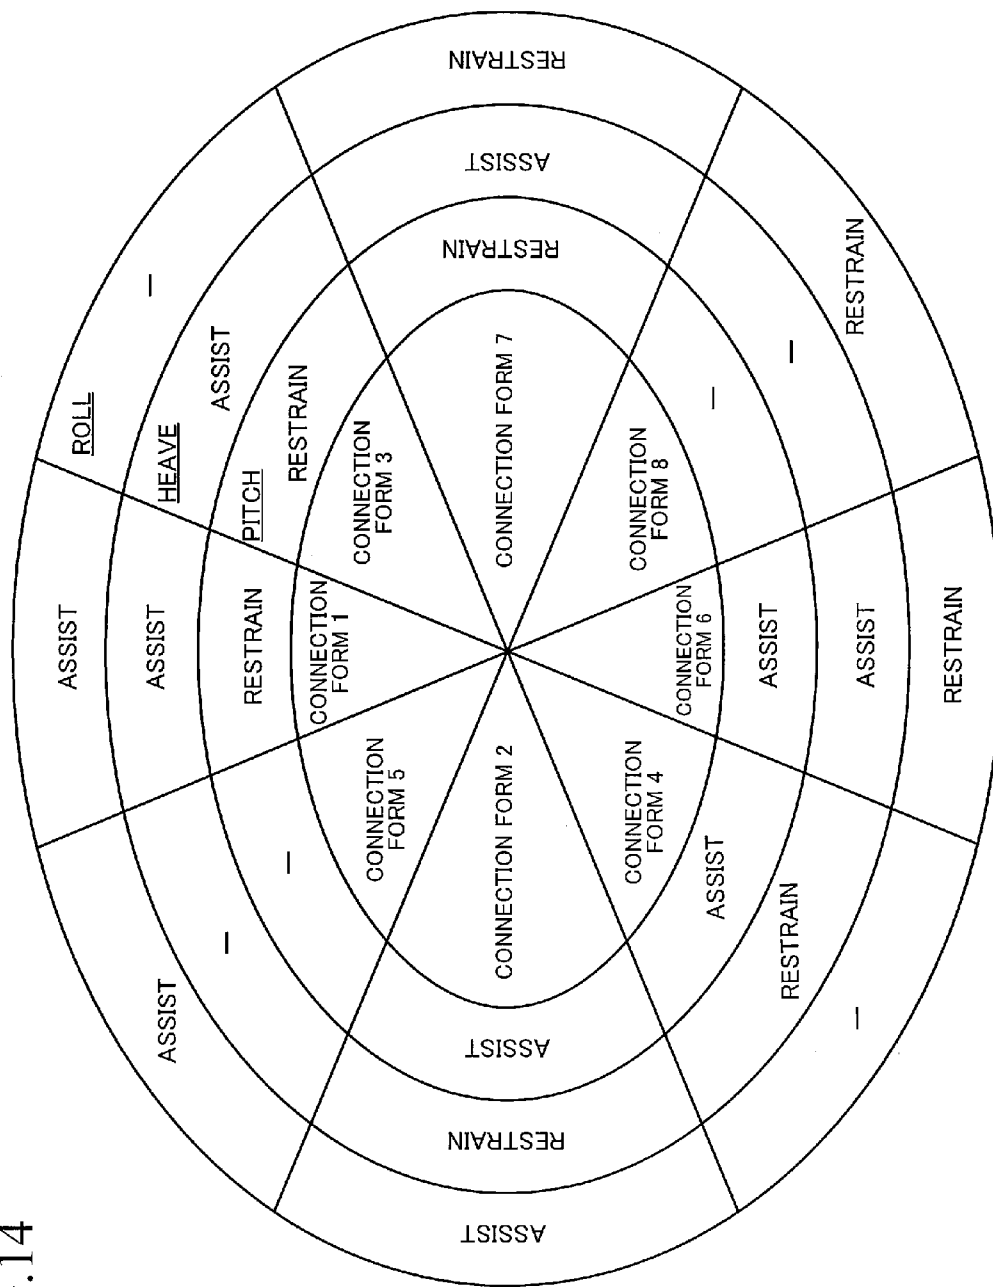 .14
ASSIST
ROLL
—
ASSIST
ASSIST
HEAVE
—
ASSIST
RESTRAIN
PITCH
—
RESTRAIN
CONNECTION
FORM 1
CONNECTION
FORM 5
CONNECTION
FORM 3
ASSIST
RESTRAIN
ASSIST
CONNECTION FORM 2
CONNECTION FORM 7
RESTRAIN
ASSIST
RESTRAIN
CONNECTION
FORM 4
CONNECTION
FORM 8
CONNECTION
FORM 6
ASSIST
—
ASSIST
RESTRAIN
—
—
ASSIST
RESTRAIN
RESTRAIN